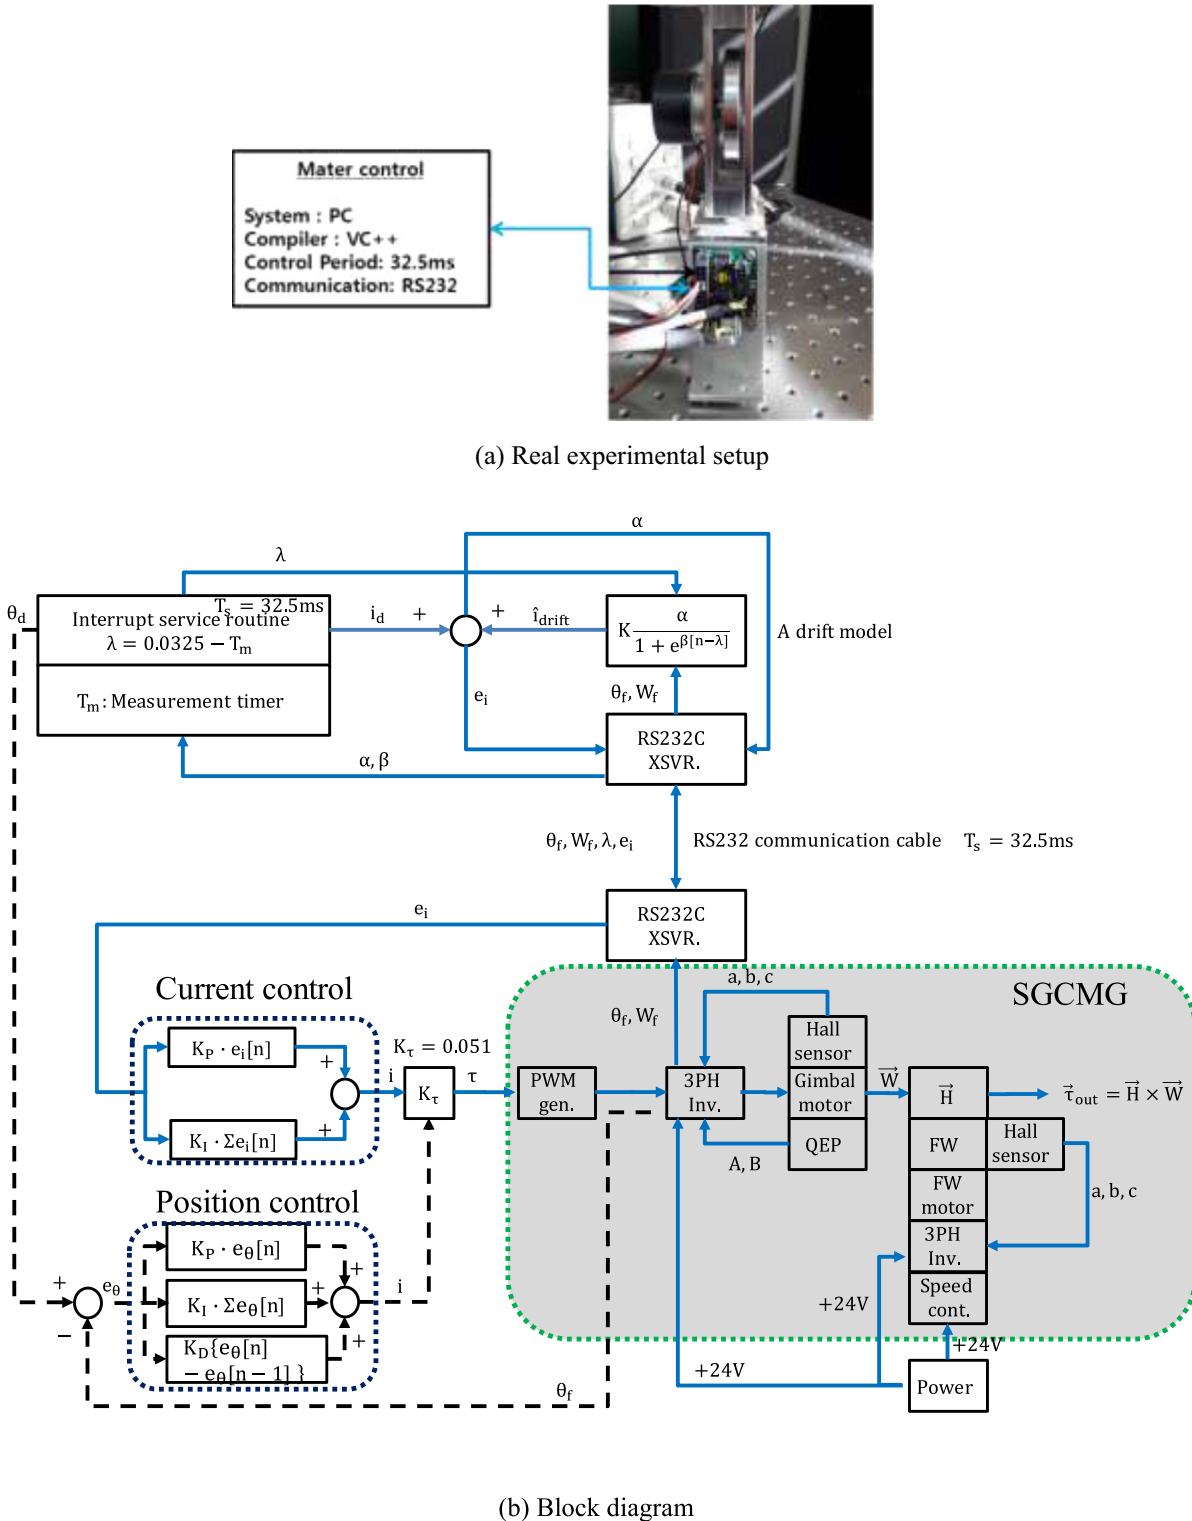 Mater control
System : PC
Compiler : VC++
Control Period: 32.5ms
Communication: RS232
(a) Real experimental setup
α
λ
θd
Ts = 32.5ms
Interrupt service routine
λ = 0.0325 − Tm
Tm: Measurement timer
id
+
+
îdrift
K α / 1 + e^β[n−λ]
A drift model
ei
θf, Wf
RS232C
XSVR.
α, β
θf, Wf, λ, ei
RS232 communication cable
Ts = 32.5ms
RS232C
XSVR.
ei
Current control
KP · ei[n]
+
KI · Σei[n]
+
i
Kτ = 0.051
Kτ
τ
SGCMG
a, b, c
θf, Wf
Hall
sensor
PWM
gen.
3PH
Inv.
Gimbal
motor
QEP
A, B
W⃗
H⃗
τ⃗out = H⃗ × W⃗
FW
Hall
sensor
FW
motor
a, b, c
3PH
Inv.
Speed
cont.
+24V
+24V
+24V
Power
Position control
KP · eθ[n]
+
KI · Σeθ[n]
+
KD{eθ[n]
− eθ[n − 1] }
+
i
+
eθ
−
θf
(b) Block diagram